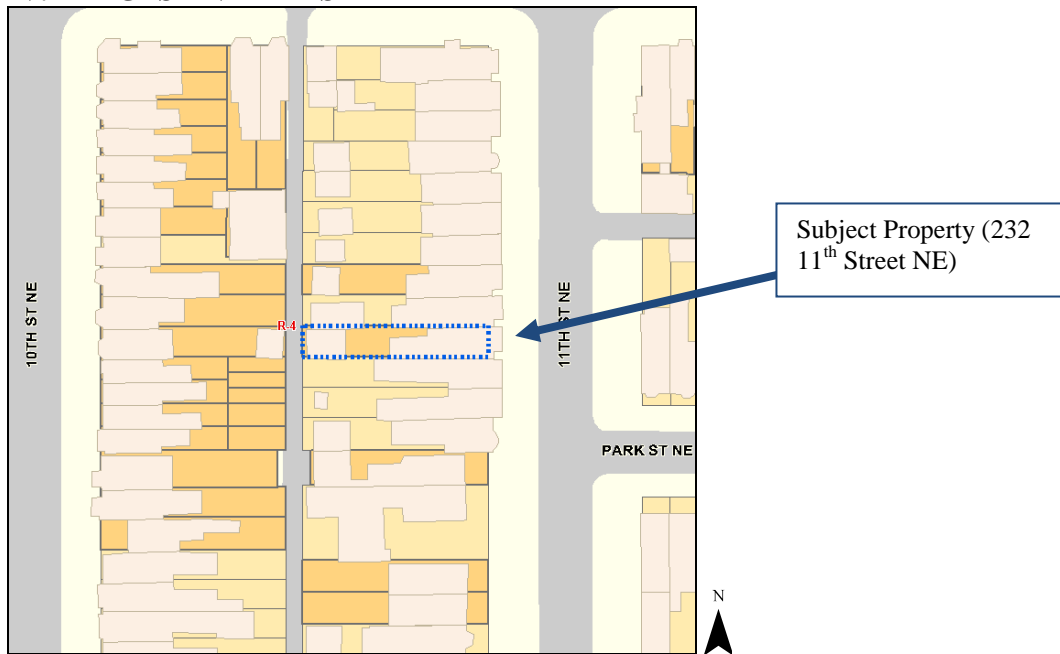 10TH ST NE
R-4
11TH ST NE
PARK ST NE
Subject Property (232
11th Street NE)
N